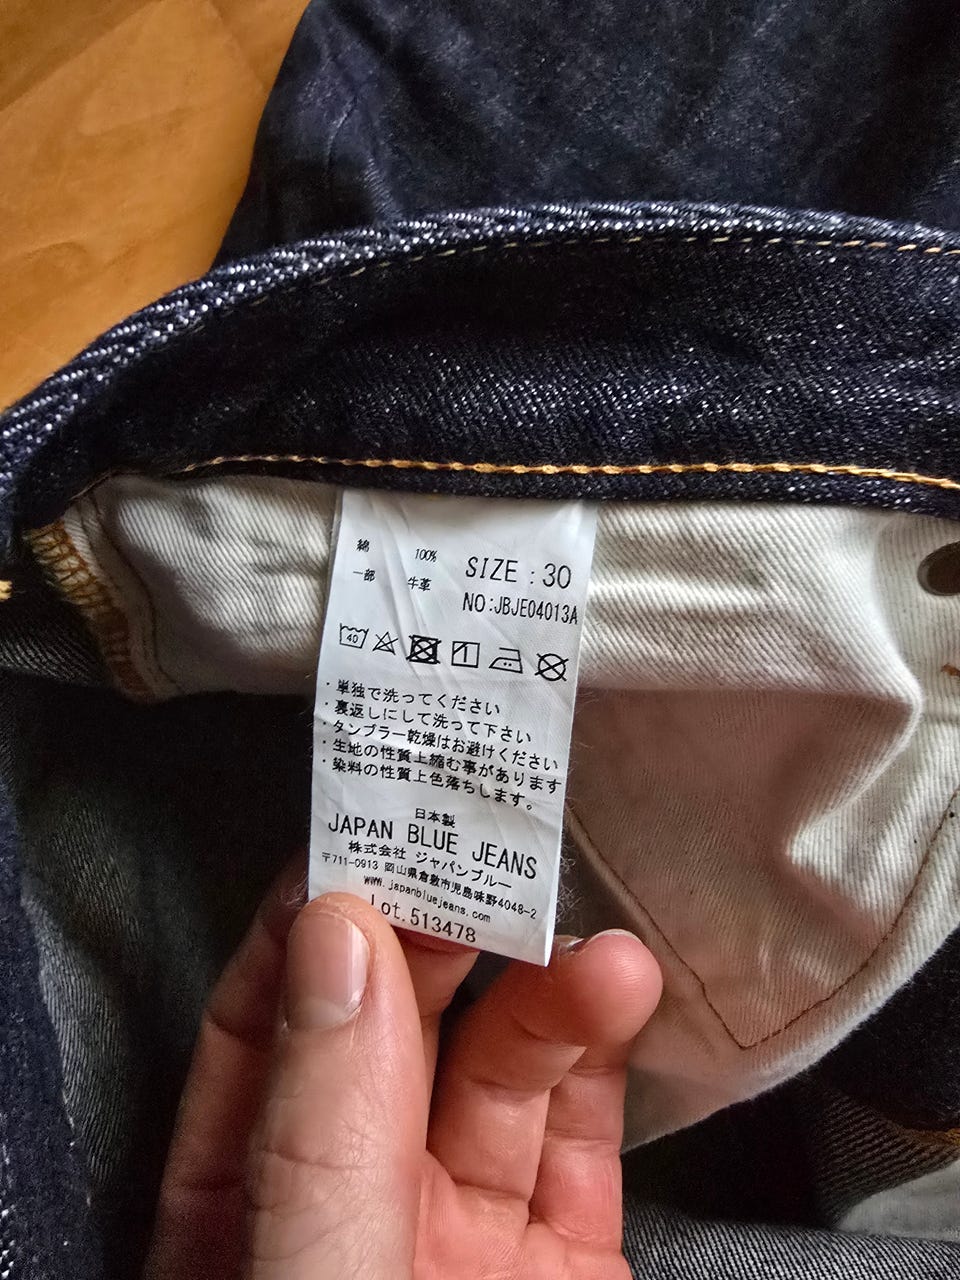 綿 100%
一部 牛革
SIZE : 30
NO:JBJE04013A
40
・単独で洗ってください
・裏返しにして洗って下さい
・タンブラー乾燥はお避けください
・生地の性質上縮む事があります
・染料の性質上色落ちします。
日本製
JAPAN BLUE JEANS
株式会社 ジャパンブルー
〒711-0913 岡山県倉敷市児島味野4048-2
www.japanbluejeans.com
Lot.513478